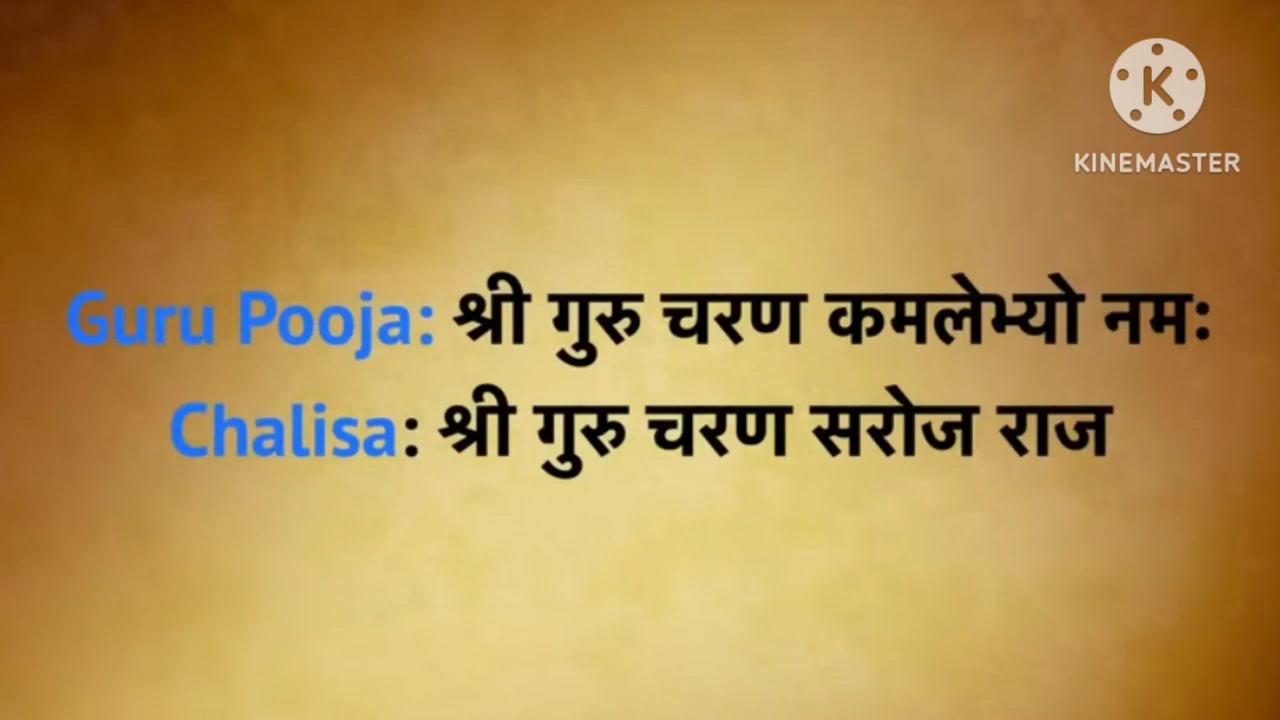 K
KINEMASTER
Guru Pooja: श्री गुरु चरण कमलेभ्यो नमः
Chalisa: श्री गुरु चरण सरोज राज